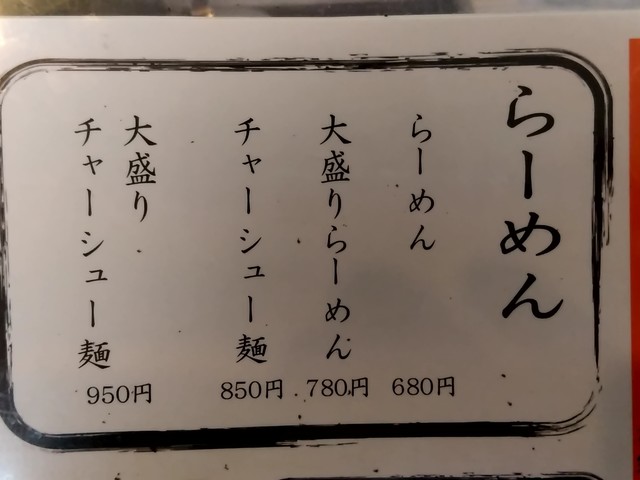 らーめん
らーめん
680円
大盛りらーめん
780円
チャーシュー麺
850円
大盛り
チャーシュー麺
950円